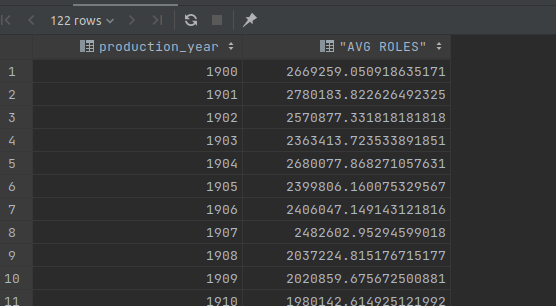 122 rows
production_year "AVG ROLES"
1 1900 2669259.050918635171
2 1901 2780183.822626492325
3 1902 2570877.331818181818
4 1903 2363413.723533891851
5 1904 2680077.868271057631
6 1905 2399806.160075329567
7 1906 2406047.149143121816
8 1907 2482602.95294599018
9 1908 2037224.815176715177
10 1909 2020859.675672500881
11 1910 1980142.614925121992